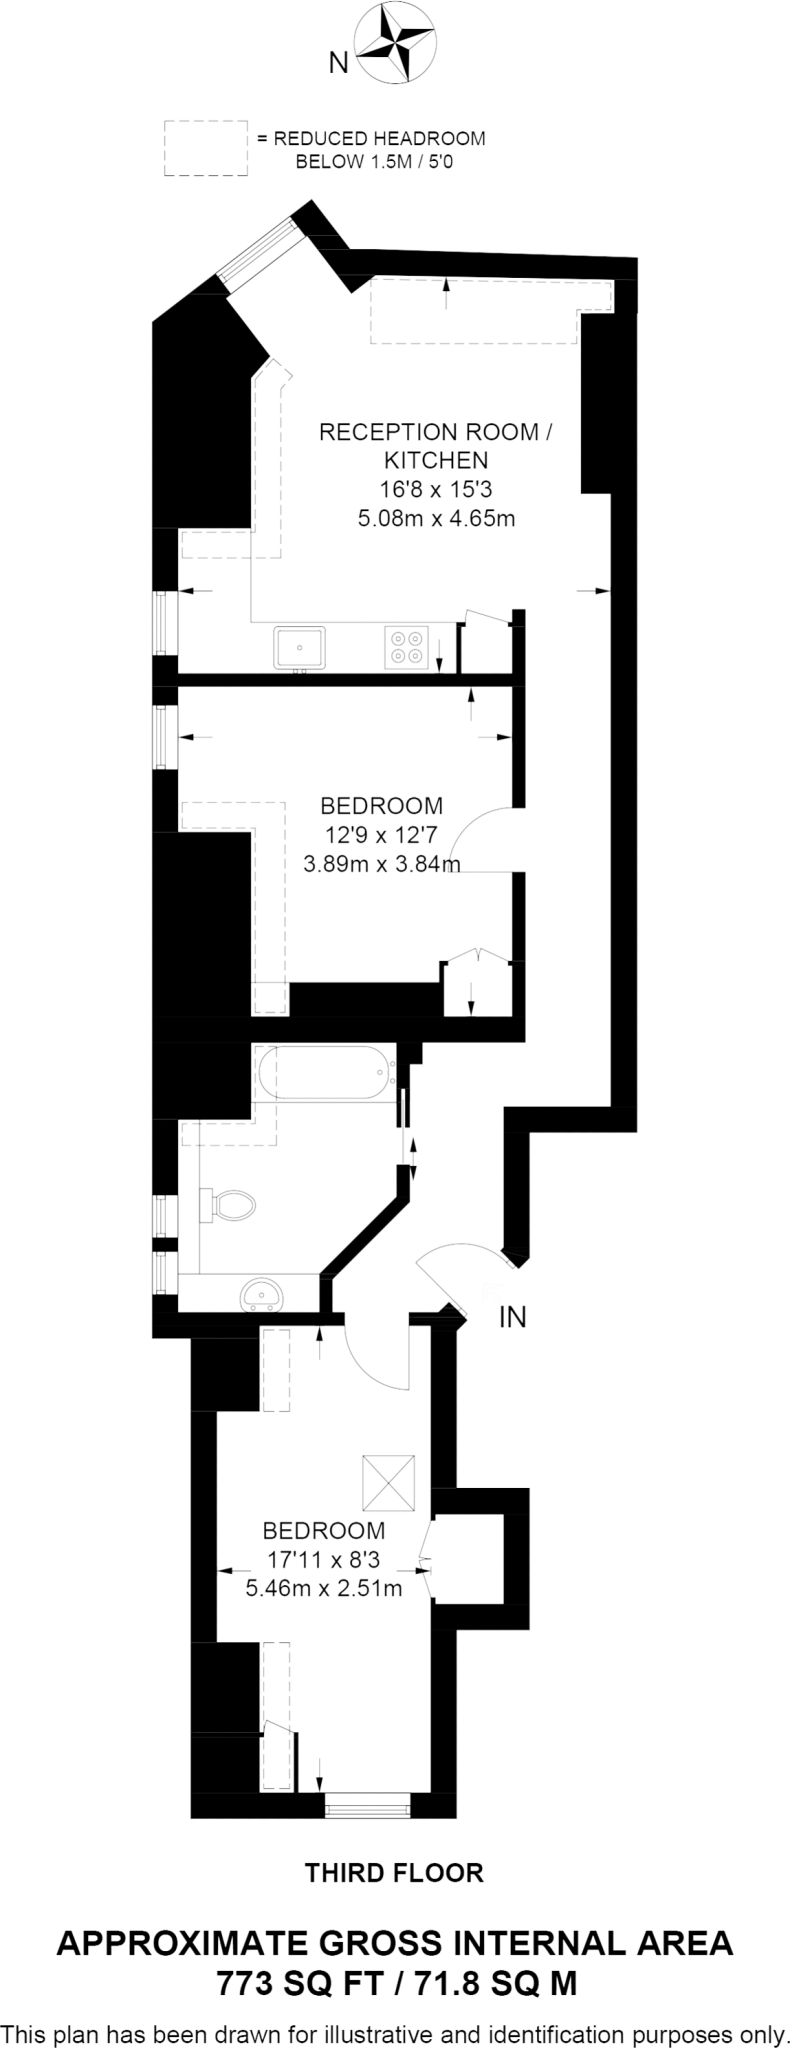 N
= REDUCED HEADROOM
BELOW 1.5M / 5'0
RECEPTION ROOM /
KITCHEN
16'8 x 15'3
5.08m x 4.65m
BEDROOM
12'9 x 12'7
3.89m x 3.84m
IN
BEDROOM
17'11 x 8'3
5.46m x 2.51m
THIRD FLOOR
APPROXIMATE GROSS INTERNAL AREA
773 SQ FT / 71.8 SQ M
This plan has been drawn for illustrative and identification purposes only.